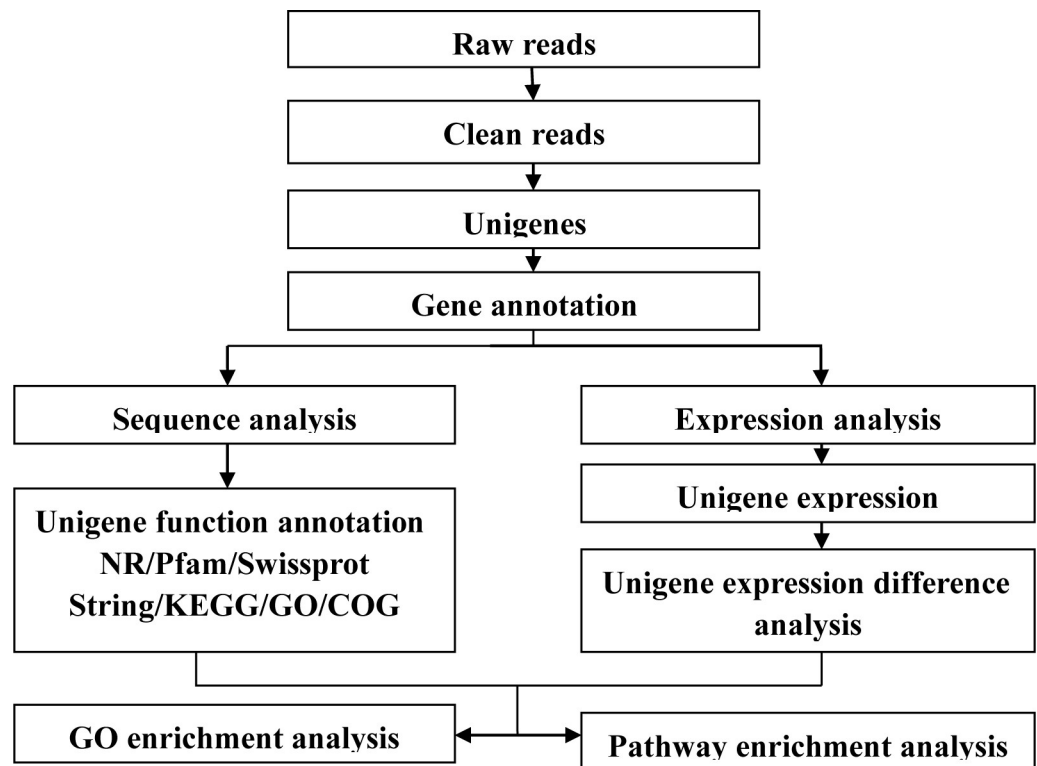 Raw reads
Clean reads
Unigenes
Gene annotation
Sequence analysis
Expression analysis
Unigene expression
Unigene function annotation
NR/Pfam/Swissprot
String/KEGG/GO/COG
Unigene expression difference
analysis
GO enrichment analysis
Pathway enrichment analysis